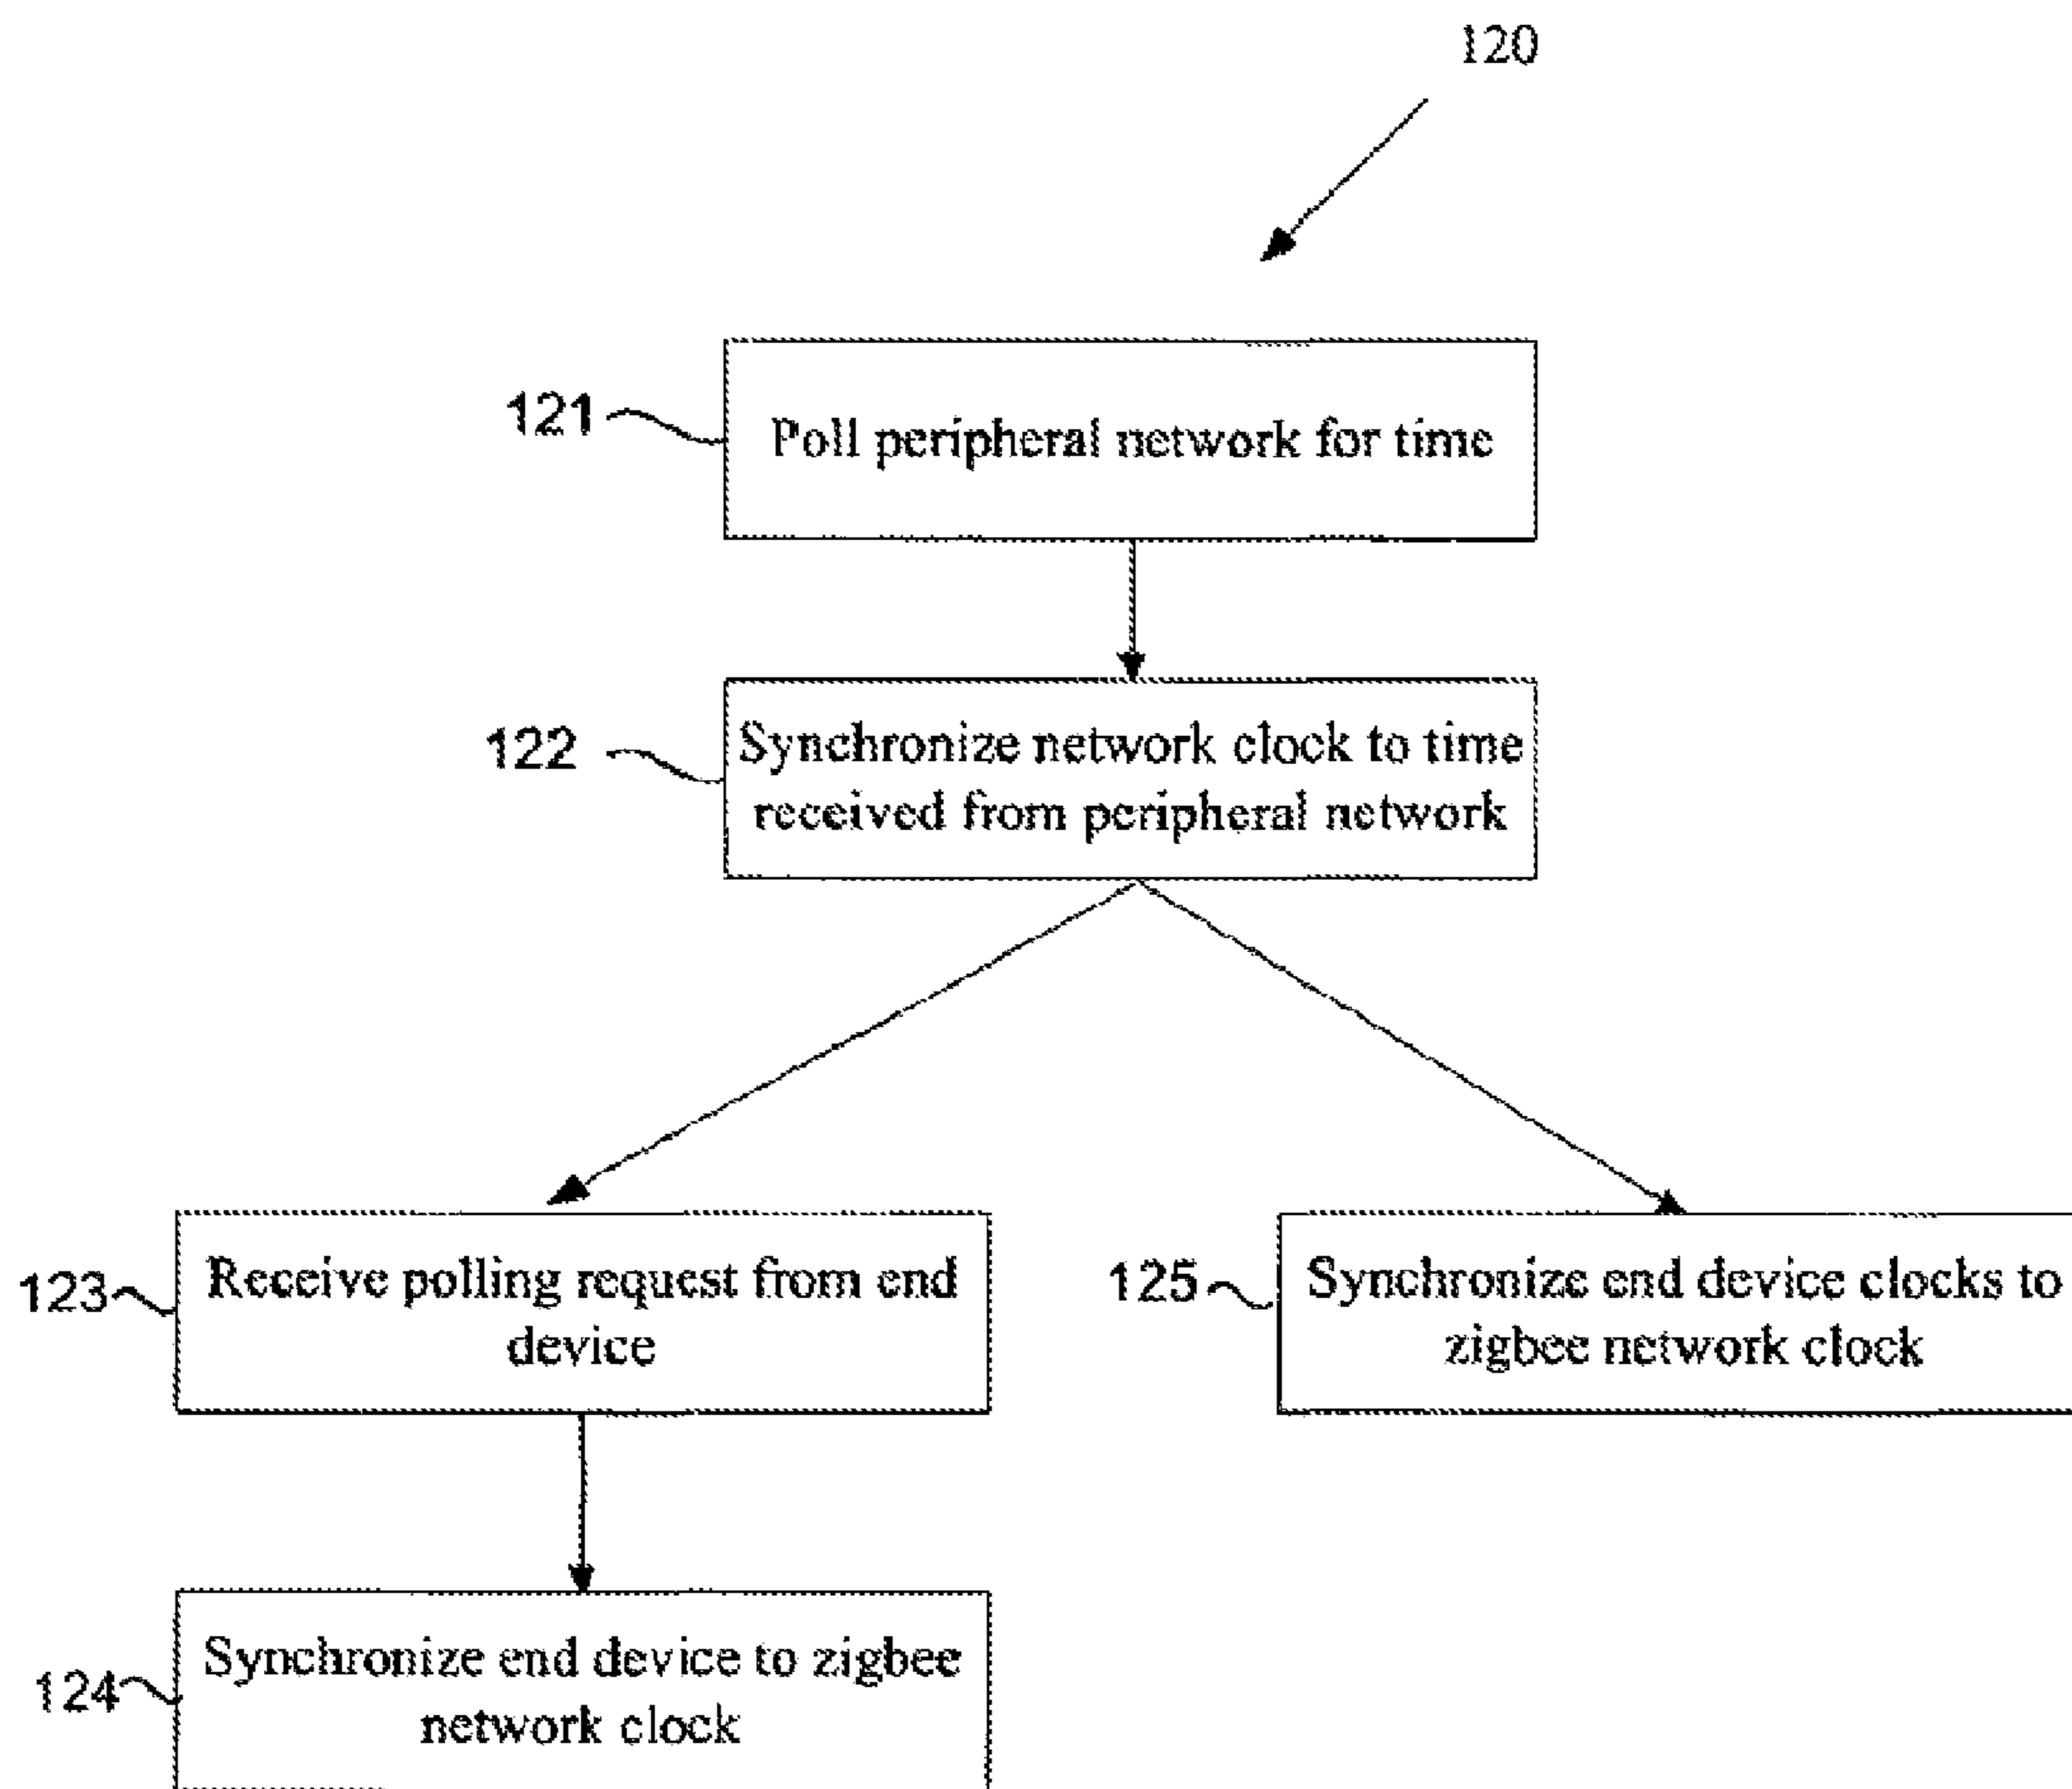 120
121
Poll peripheral network for time
122
Synchronize network clock to time
received from peripheral network
123
Receive polling request from end
device
125
Synchronize end device clocks to
zigbee network clock
124
Synchronize end device to zigbee
network clock